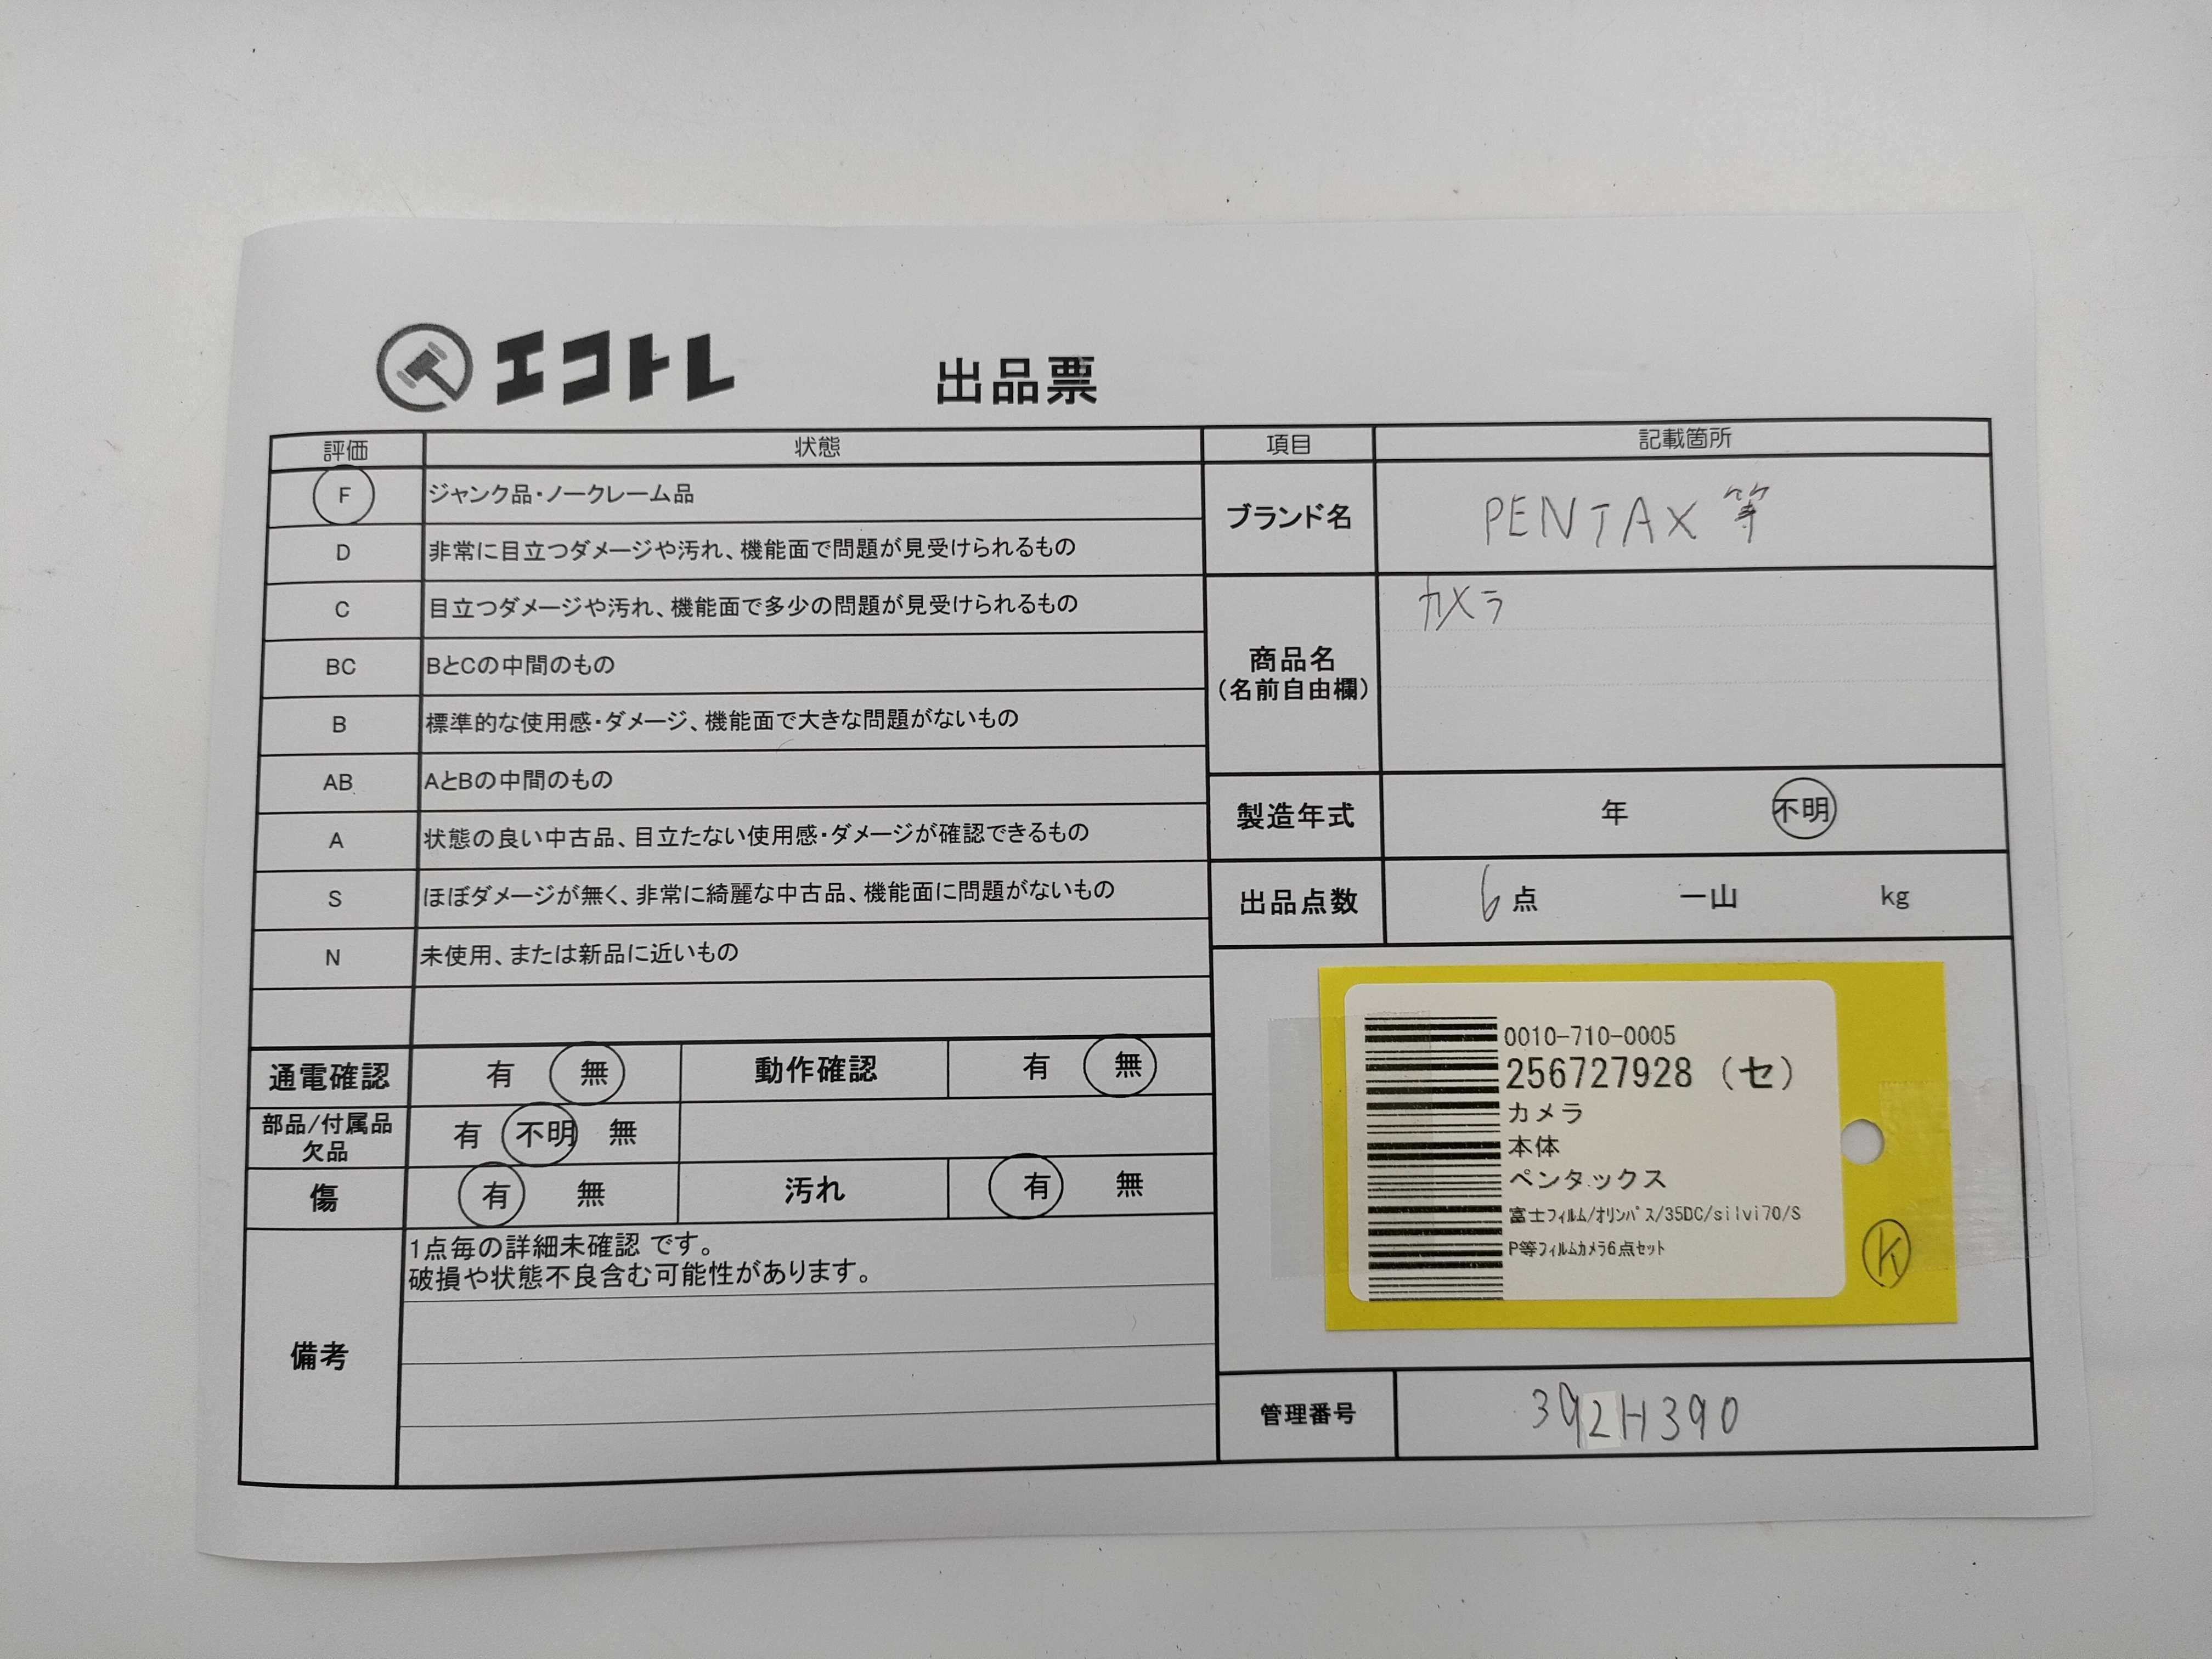 エコトレ
出品票
評価 状態
F ジャンク品・ノークレーム品
D 非常に目立つダメージや汚れ、機能面で問題が見受けられるもの
C 目立つダメージや汚れ、機能面で多少の問題が見受けられるもの
BC BとCの中間のもの
B 標準的な使用感・ダメージ、機能面で大きな問題がないもの
AB AとBの中間のもの
A 状態の良い中古品、目立たない使用感・ダメージが確認できるもの
S ほぼダメージが無く、非常に綺麗な中古品、機能面に問題がないもの
N 未使用、または新品に近いもの
通電確認 有 無 動作確認 有 無
部品/付属品
欠品
有 不明 無
傷 有 無 汚れ 有 無
備考
1点毎の詳細未確認 です。
破損や状態不良含む可能性があります。
項目 記載箇所
ブランド名 PENTAX 等
商品名
(名前自由欄)
カメラ
製造年式 年 不明
出品点数 6 点 一山 kg
0010-710-0005
256727928 (セ)
カメラ
本体
ペンタックス
富士フィルム/オリンパス/35DC/silvi70/S
P等フィルムカメラ6点セット
K
管理番号 392H390